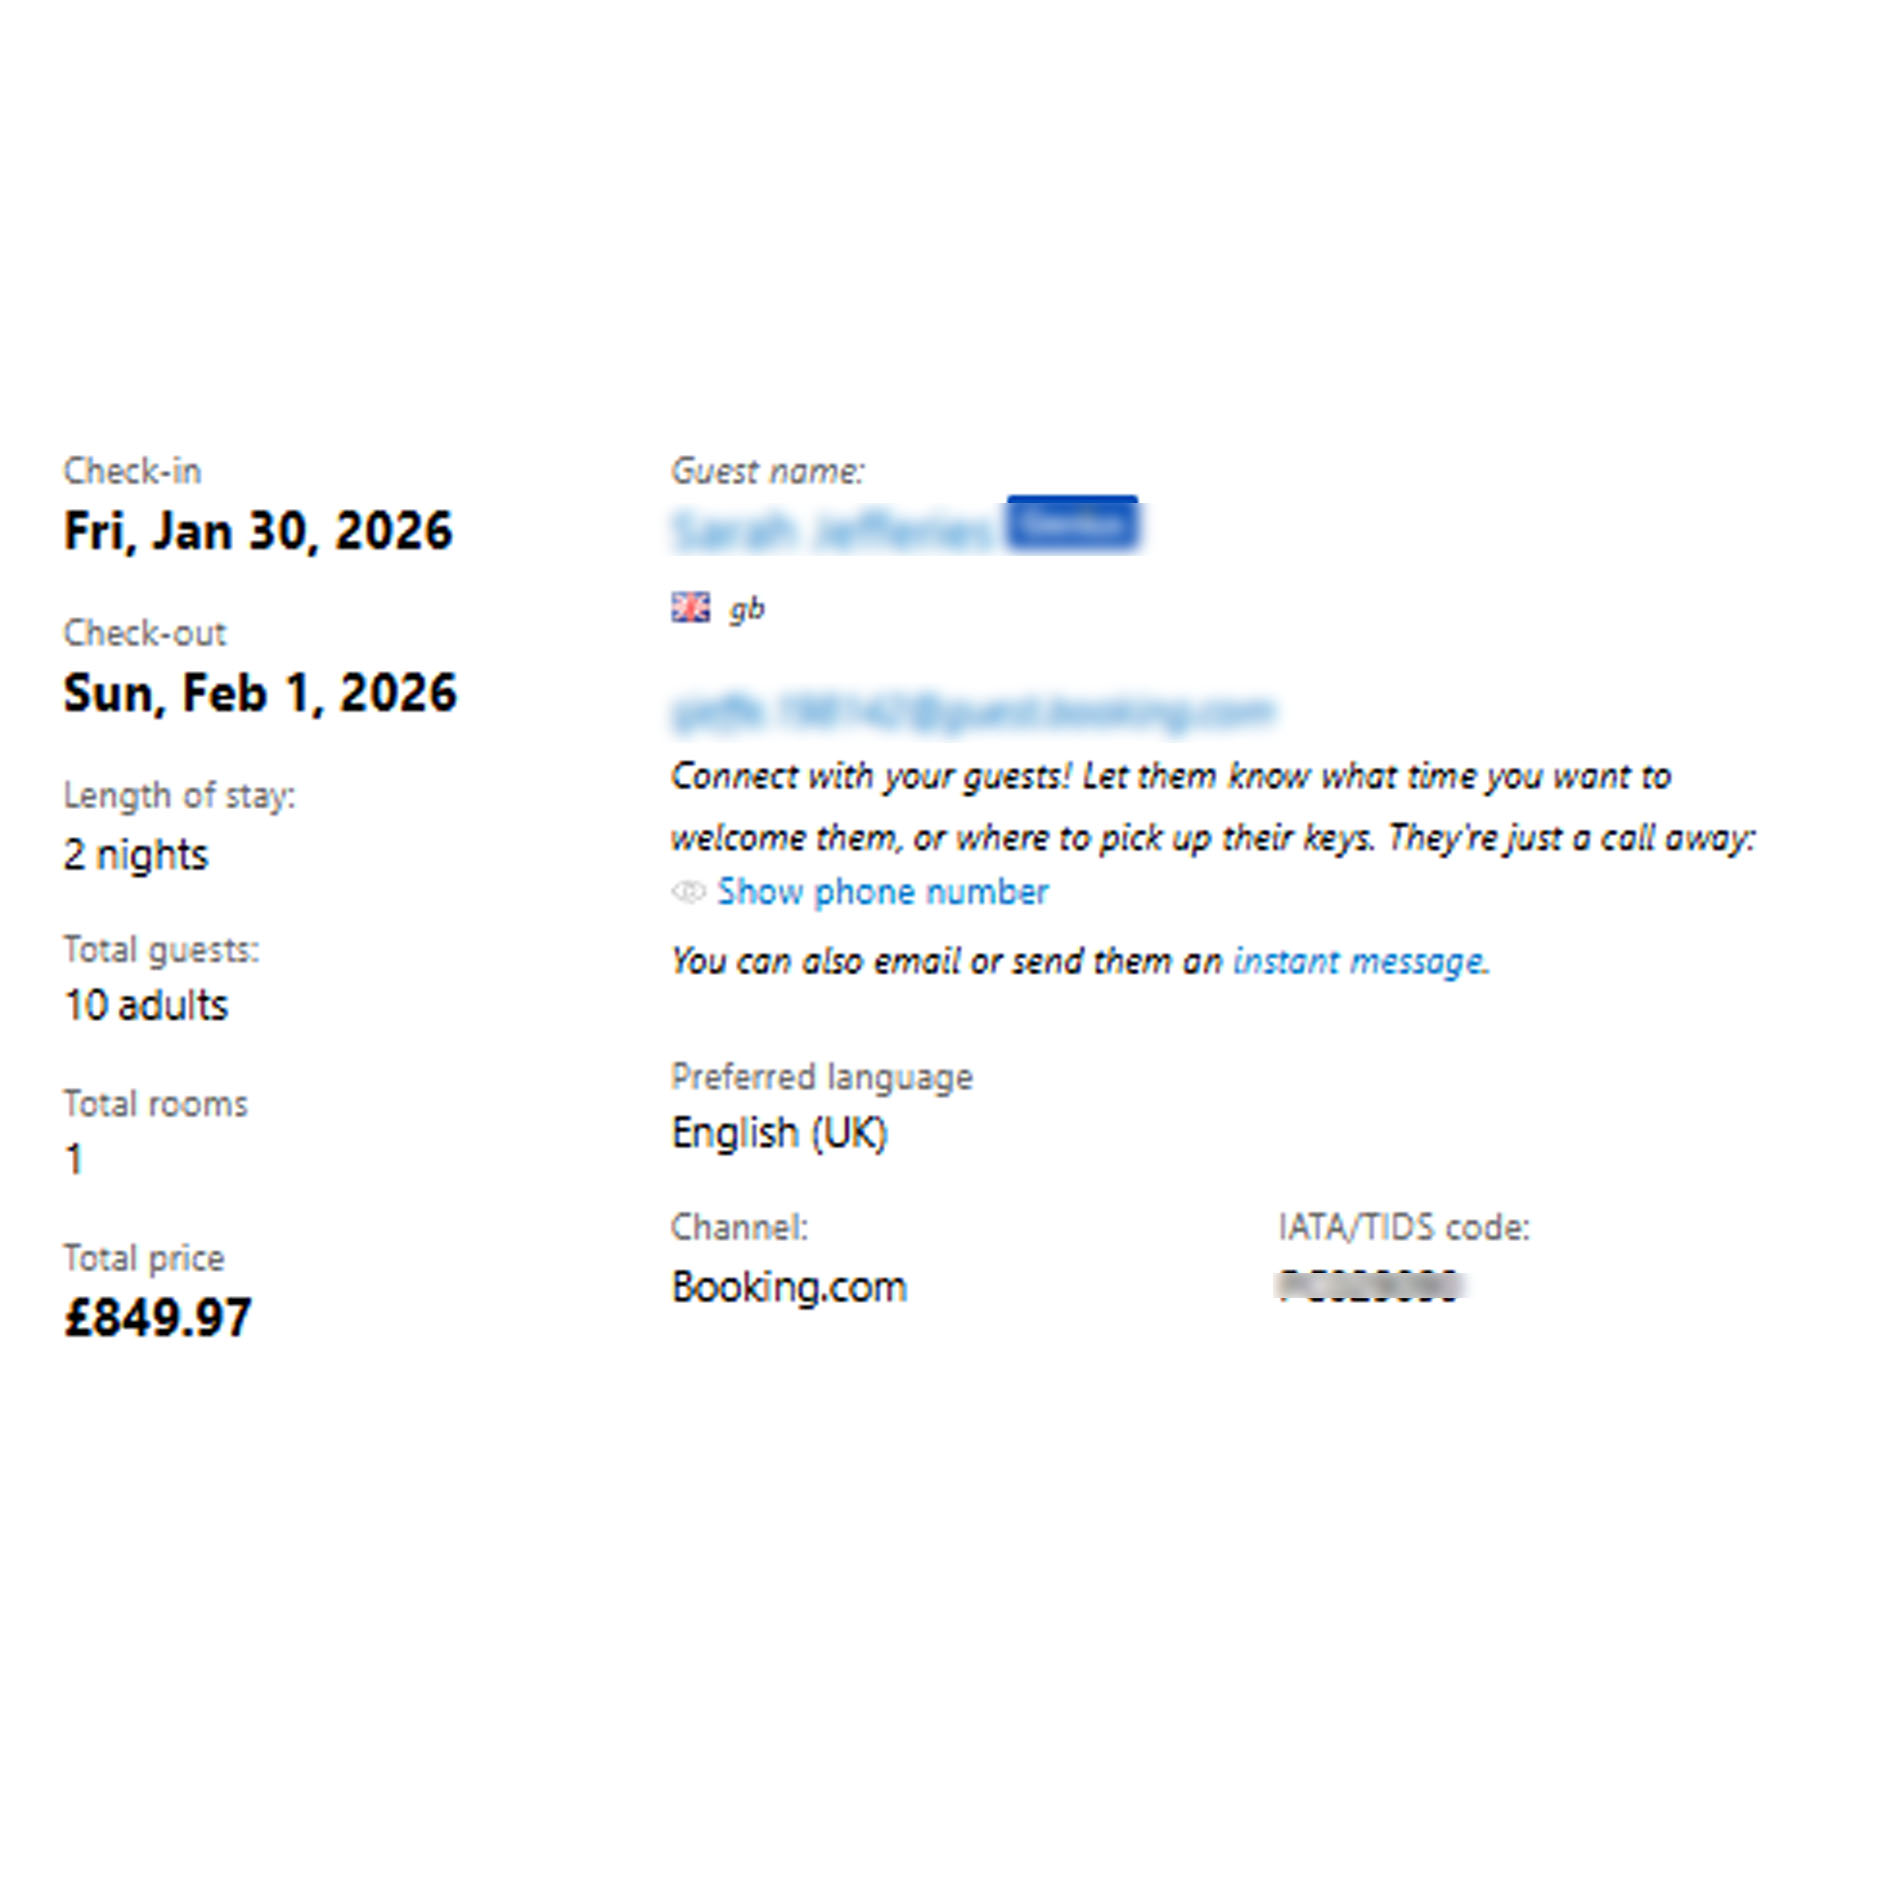 Check-in
Fri, Jan 30, 2026
Check-out
Sun, Feb 1, 2026
Length of stay:
2 nights
Total guests:
10 adults
Total rooms
1
Total price
£849.97
Guest name:
gb
Connect with your guests! Let them know what time you want to
welcome them, or where to pick up their keys. They're just a call away:
Show phone number
You can also email or send them an instant message.
Preferred language
English (UK)
Channel:
Booking.com
IATA/TIDS code: